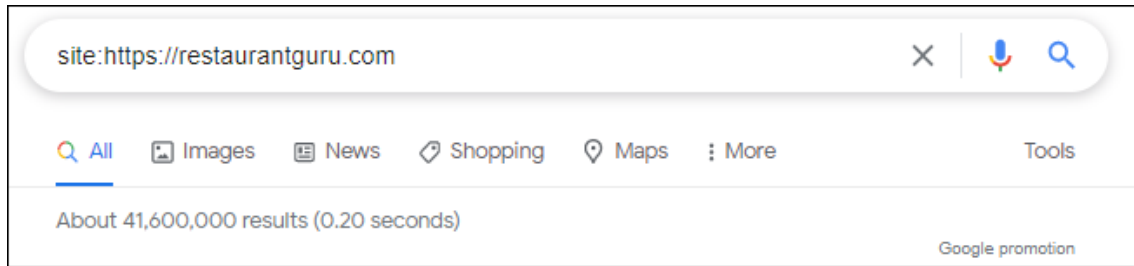 site:https://restaurantguru.com
All Images News Shopping Maps More Tools
About 41,600,000 results (0.20 seconds)
Google promotion